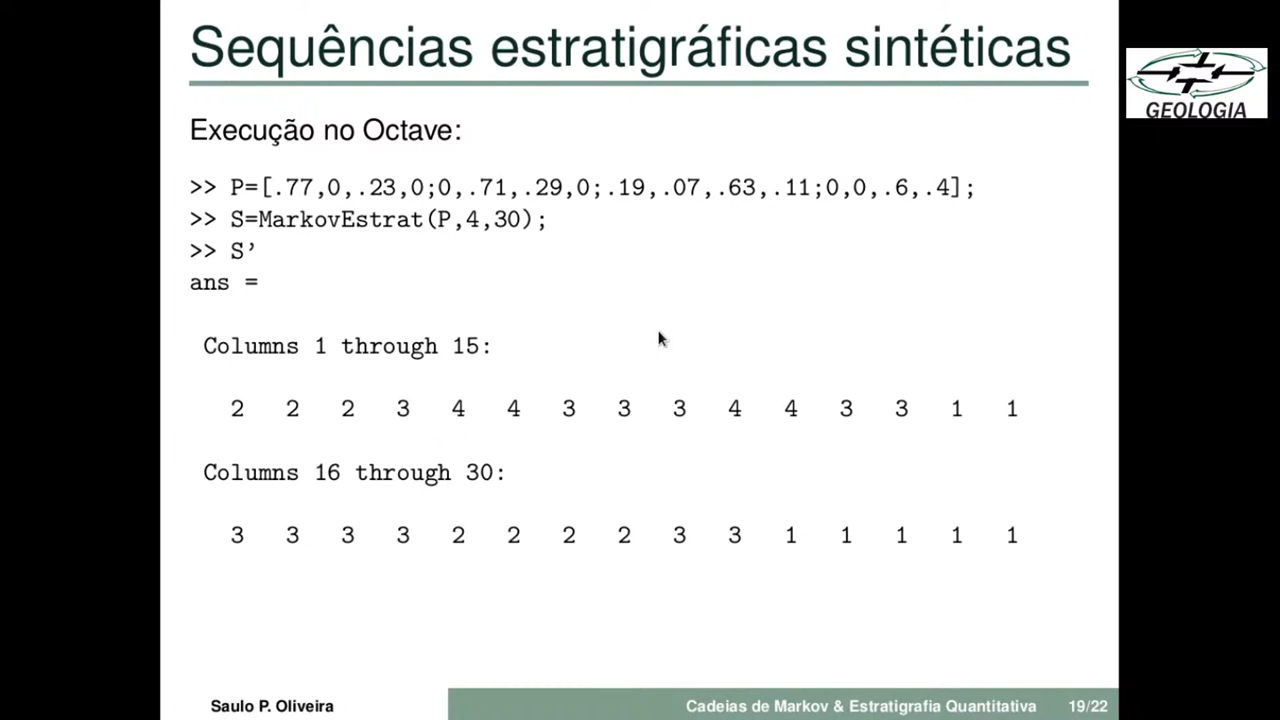 Sequências estratigráficas sintéticas
GEOLOGIA
Execução no Octave:
>> P=[.77,0,.23,0;0,.71,.29,0;.19,.07,.63,.11;0,0,.6,.4];
>> S=MarkovEstrat(P,4,30);
>> S’
ans =
Columns 1 through 15:
2 2 2 3 4 4 3 3 3 4 4 3 3 1 1
Columns 16 through 30:
3 3 3 3 2 2 2 2 3 3 1 1 1 1 1
Saulo P. Oliveira
Cadeias de Markov & Estratigrafia Quantitativa 19/22